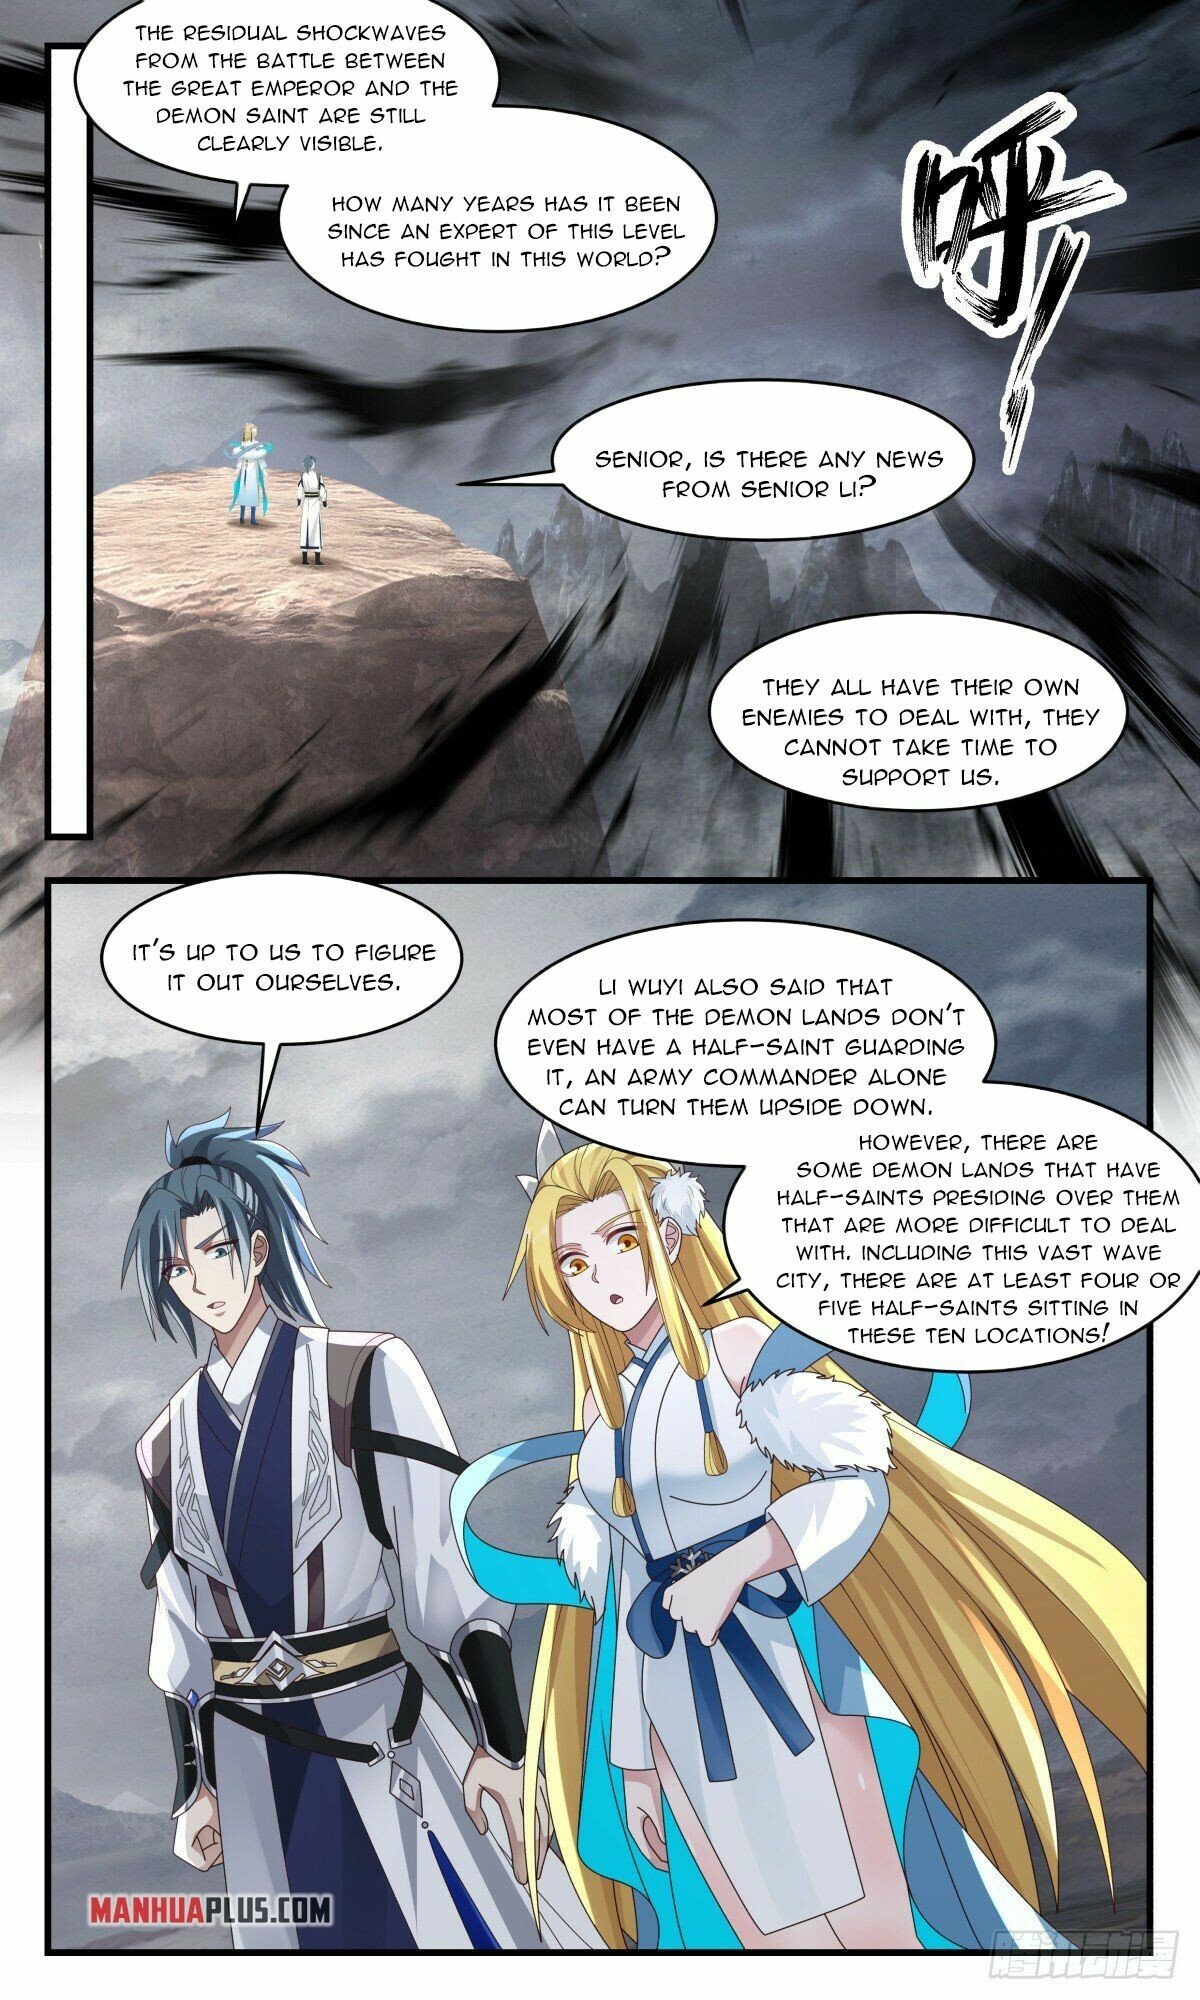 THE RESIDUAL SHOCKWAVES
FROM THE BATTLE BETWEEN
THE GREAT EMPEROR AND THE
DEMON SAINT ARE STILL
CLEARLY VISIBLE.
HOW MANY YEARS HAS IT BEEN
SINCE AN EXPERT OF THIS LEVEL
HAS FOUGHT IN THIS WORLD?
呼
SENIOR, IS THERE ANY NEWS
FROM SENIOR LI?
THEY ALL HAVE THEIR OWN
ENEMIES TO DEAL WITH, THEY
CANNOT TAKE TIME TO
SUPPORT US.
IT'S UP TO US TO FIGURE
IT OUT OURSELVES.
LI WUYI ALSO SAID THAT
MOST OF THE DEMON LANDS DON'T
EVEN HAVE A HALF-SAINT GUARDING
IT, AN ARMY COMMANDER ALONE
CAN TURN THEM UPSIDE DOWN.
HOWEVER, THERE ARE
SOME DEMON LANDS THAT HAVE
HALF-SAINTS PRESIDING OVER THEM
THAT ARE MORE DIFFICULT TO DEAL
WITH. INCLUDING THIS VAST WAVE
CITY, THERE ARE AT LEAST FOUR OR
FIVE HALF-SAINTS SITTING IN
THESE TEN LOCATIONS!
MANHUAPLUS.COM
腾讯动漫